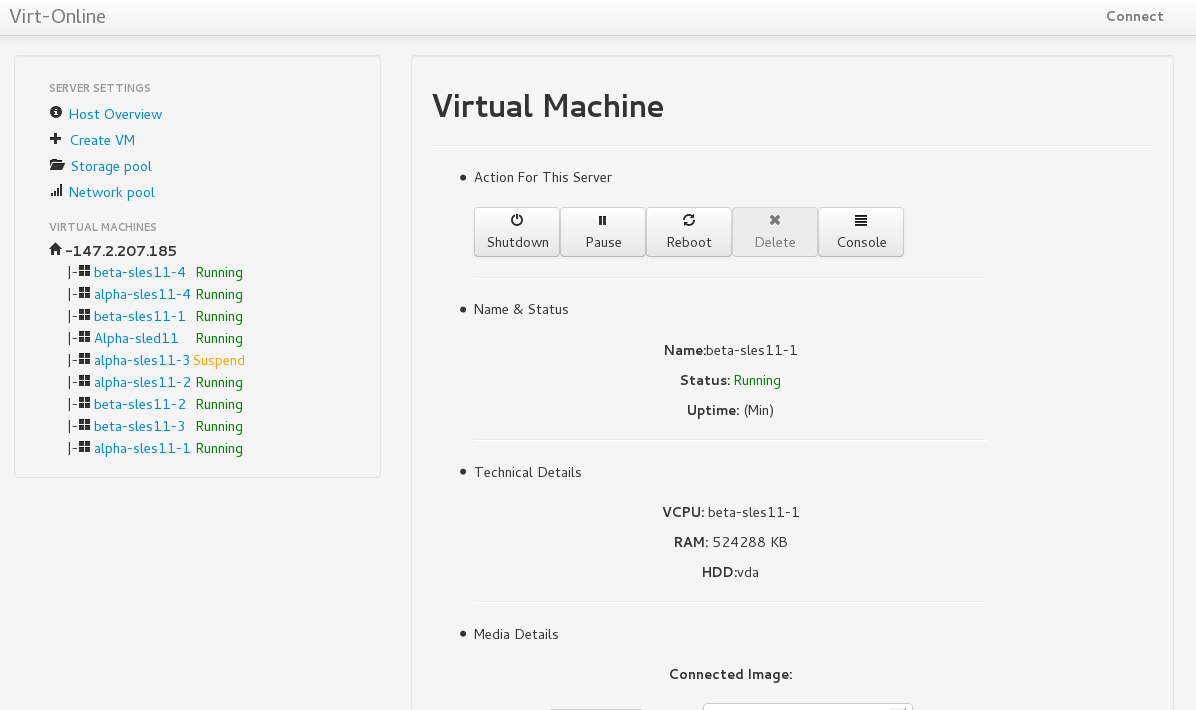 Virt-Online
Connect
SERVER SETTINGS
Host Overview
Create VM
Storage pool
Network pool
VIRTUAL MACHINES
-147.2.207.185
|-beta-sles11-4 Running
|-alpha-sles11-4 Running
|-beta-sles11-1 Running
|-Alpha-sled11 Running
|-alpha-sles11-3 Suspend
|-alpha-sles11-2 Running
|-beta-sles11-2 Running
|-beta-sles11-3 Running
|-alpha-sles11-1 Running
Virtual Machine
• Action For This Server
Shutdown Pause Reboot Delete Console
• Name & Status
Name:beta-sles11-1
Status: Running
Uptime: (Min)
• Technical Details
VCPU: beta-sles11-1
RAM: 524288 KB
HDD:vda
• Media Details
Connected Image: